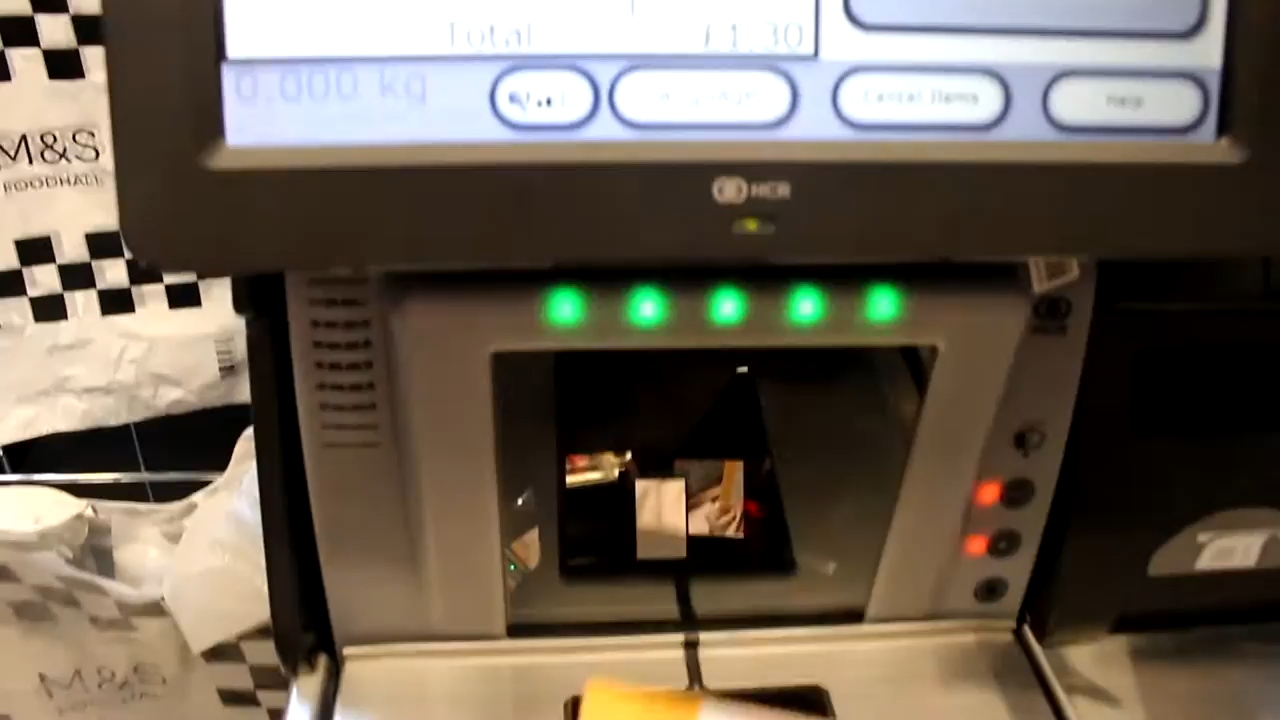 Total £1.30
0.000 kg
Cancel Items
Help
NCR
M&S
FOODHALL
M&S